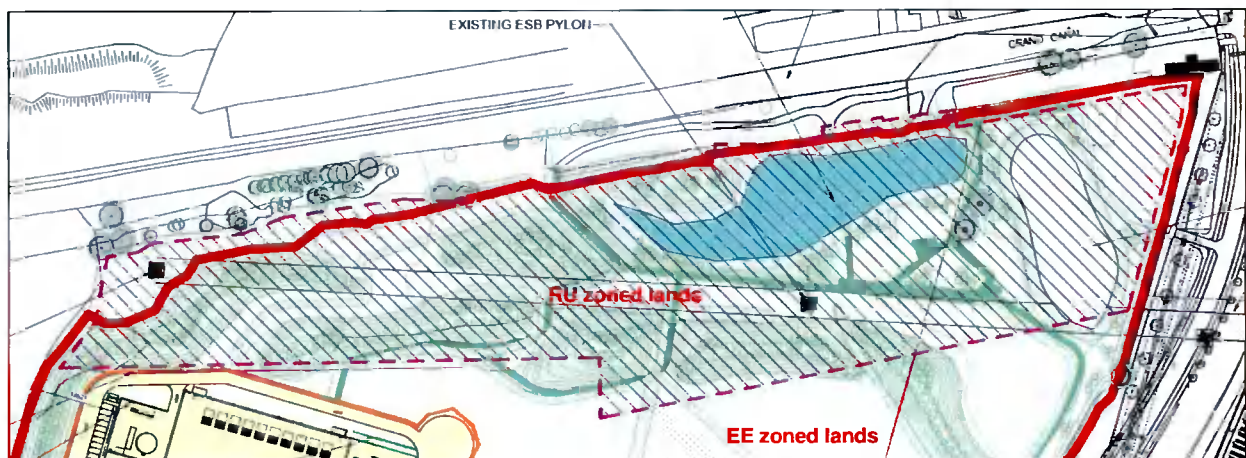 EXISTING ESB PYLON
GRAND CANAL
RU zoned lands
EE zoned lands